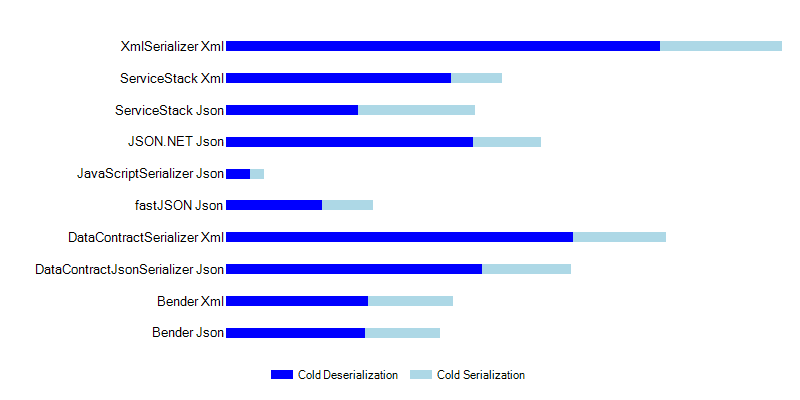 XmlSerializer Xml
ServiceStack Xml
ServiceStack Json
JSON.NET Json
JavaScriptSerializer Json
fastJSON Json
DataContractSerializer Xml
DataContractJsonSerializer Json
Bender Xml
Bender Json
Cold Deserialization Cold Serialization